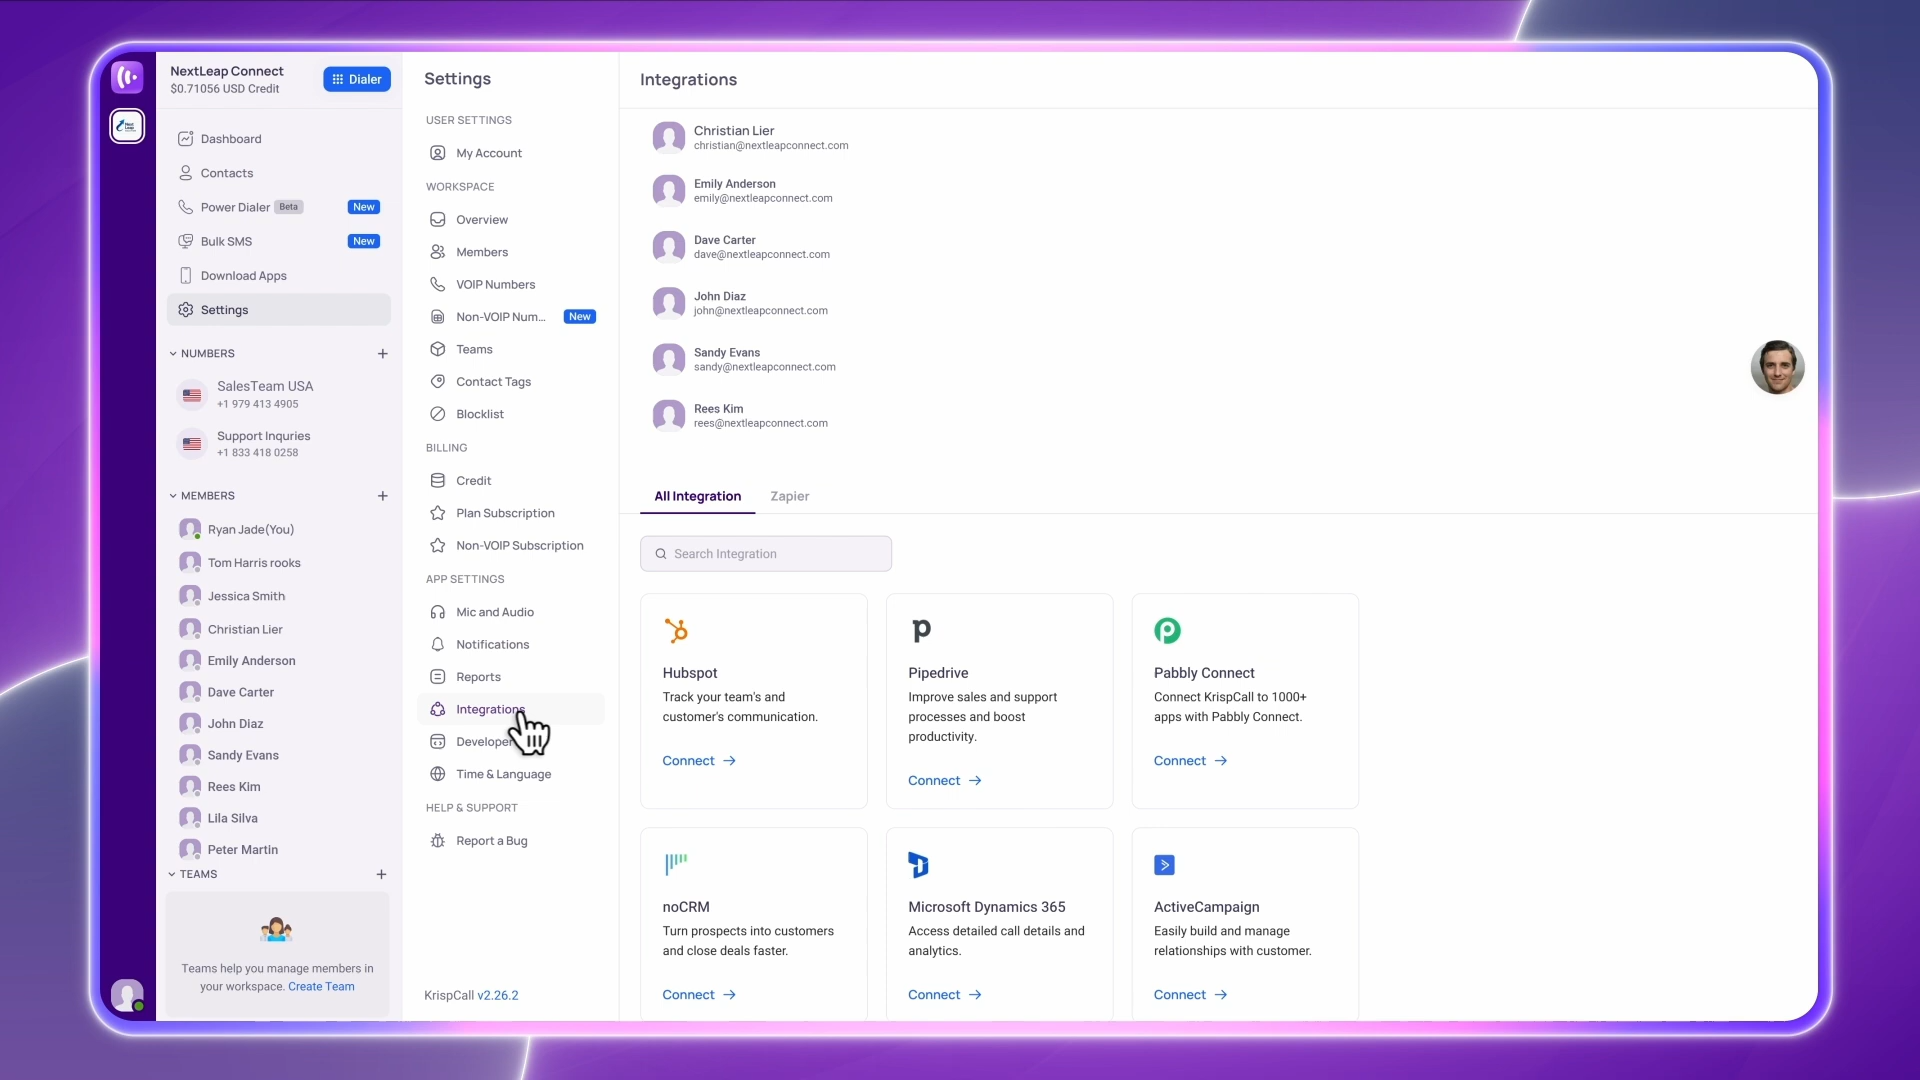 NextLeap Connect
$0.71056 USD Credit
Dialer
Dashboard
Contacts
Power Dialer Beta New
Bulk SMS New
Download Apps
Settings
NUMBERS
SalesTeam USA
+1 979 413 4905
Support Inquries
+1 833 418 0258
MEMBERS
Ryan Jade(You)
Tom Harris rooks
Jessica Smith
Christian Lier
Emily Anderson
Dave Carter
John Diaz
Sandy Evans
Rees Kim
Lila Silva
Peter Martin
TEAMS
Teams help you manage members in
your workspace. Create Team
Settings
USER SETTINGS
My Account
WORKSPACE
Overview
Members
VOIP Numbers
Non-VOIP Num... New
Teams
Contact Tags
Blocklist
BILLING
Credit
Plan Subscription
Non-VOIP Subscription
APP SETTINGS
Mic and Audio
Notifications
Reports
Integrations
Developer
Time & Language
HELP & SUPPORT
Report a Bug
KrispCall v2.26.2
Integrations
Christian Lier
christian@nextleapconnect.com
Emily Anderson
emily@nextleapconnect.com
Dave Carter
dave@nextleapconnect.com
John Diaz
john@nextleapconnect.com
Sandy Evans
sandy@nextleapconnect.com
Rees Kim
rees@nextleapconnect.com
All Integration Zapier
Search Integration
Hubspot
Track your team's and
customer's communication.
Connect
Pipedrive
Improve sales and support
processes and boost
productivity.
Connect
Pabbly Connect
Connect KrispCall to 1000+
apps with Pabbly Connect.
Connect
noCRM
Turn prospects into customers
and close deals faster.
Connect
Microsoft Dynamics 365
Access detailed call details and
analytics.
Connect
ActiveCampaign
Easily build and manage
relationships with customer.
Connect